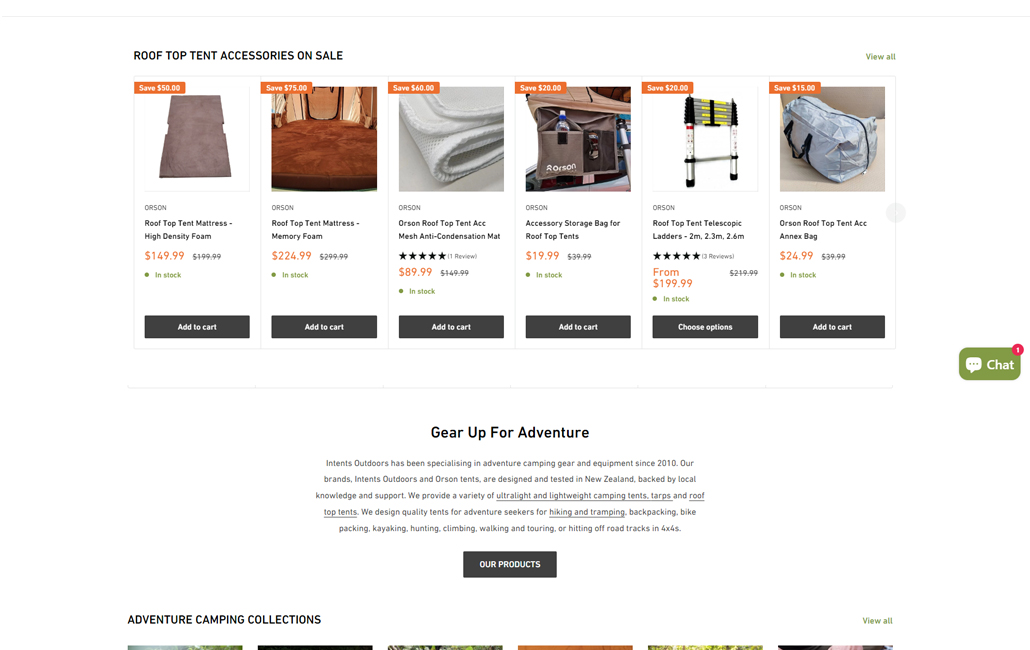 ROOF TOP TENT ACCESSORIES ON SALE
View all
Save $50.00
ORSON
Roof Top Tent Mattress -
High Density Foam
$149.99 $199.99
In stock
Add to cart
Save $75.00
ORSON
Roof Top Tent Mattress -
Memory Foam
$224.99 $299.99
In stock
Add to cart
Save $60.00
ORSON
Orson Roof Top Tent Acc
Mesh Anti-Condensation Mat
★★★★★ (1 Review)
$89.99 $149.99
In stock
Add to cart
Save $20.00
Orson
ORSON
Accessory Storage Bag for
Roof Top Tents
$19.99 $39.99
In stock
Add to cart
Save $20.00
ORSON
Roof Top Tent Telescopic
Ladders - 2m, 2.3m, 2.6m
★★★★★ (3 Reviews)
From $219.99
$199.99
In stock
Choose options
Save $15.00
ORSON
Orson Roof Top Tent Acc
Annex Bag
$24.99 $39.99
In stock
Add to cart
1
Chat
Gear Up For Adventure
Intents Outdoors has been specialising in adventure camping gear and equipment since 2010. Our
brands, Intents Outdoors and Orson tents, are designed and tested in New Zealand, backed by local
knowledge and support. We provide a variety of ultralight and lightweight camping tents, tarps and roof
top tents. We design quality tents for adventure seekers for hiking and tramping, backpacking, bike
packing, kayaking, hunting, climbing, walking and touring, or hitting off road tracks in 4x4s.
OUR PRODUCTS
ADVENTURE CAMPING COLLECTIONS
View all